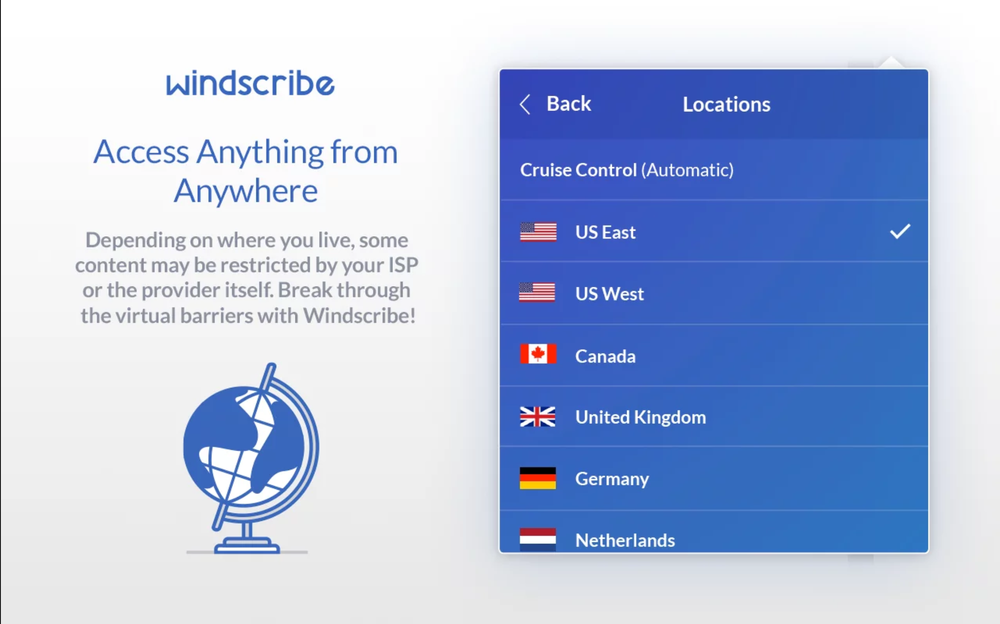 windscribe
Access Anything from
Anywhere
Depending on where you live, some
content may be restricted by your ISP
or the provider itself. Break through
the virtual barriers with Windscribe!
Back
Locations
Cruise Control (Automatic)
US East
US West
Canada
United Kingdom
Germany
Netherlands